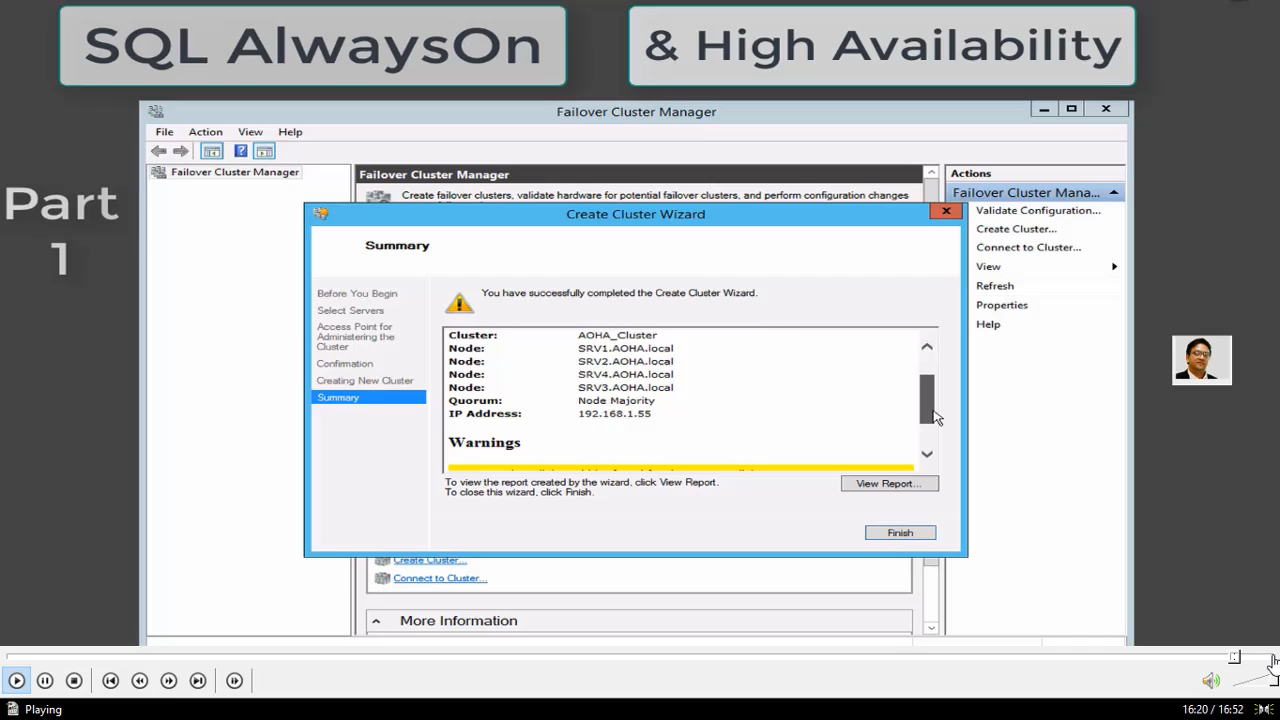 SQL AlwaysOn
& High Availability
Part
1
Failover Cluster Manager
File Action View Help
Failover Cluster Manager
Failover Cluster Manager
Create failover clusters, validate hardware for potential failover clusters, and perform configuration changes
Actions
Failover Cluster Mana...
Validate Configuration...
Create Cluster...
Connect to Cluster...
View
Refresh
Properties
Help
Create Cluster Wizard
Summary
Before You Begin
Select Servers
Access Point for
Administering the
Cluster
Confirmation
Creating New Cluster
Summary
You have successfully completed the Create Cluster Wizard.
Cluster: AOHA_Cluster
Node: SRV1.AOHA.local
Node: SRV2.AOHA.local
Node: SRV4.AOHA.local
Node: SRV3.AOHA.local
Quorum: Node Majority
IP Address: 192.168.1.55
Warnings
To view the report created by the wizard, click View Report.
To close this wizard, click Finish.
View Report...
Finish
Create Cluster...
Connect to Cluster...
More Information
Playing
16:20 / 16:52